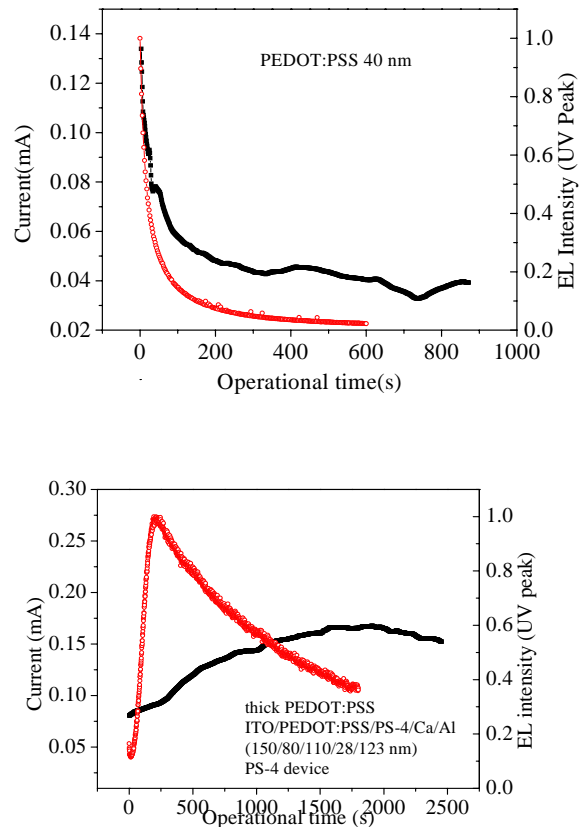 0.14
0.12
0.10
0.08
0.06
0.04
0.02
Current(mA)
PEDOT:PSS 40 nm
1.0
0.8
0.6
0.4
0.2
0.0
EL Intensity (UV Peak)
0 200 400 600 800 1000
Operational time(s)
0.30
0.25
0.20
0.15
0.10
0.05
Current (mA)
1.0
0.8
0.6
0.4
0.2
0.0
EL intensity (UV peak)
thick PEDOT:PSS
ITO/PEDOT:PSS/PS-4/Ca/Al
(150/80/110/28/123 nm)
PS-4 device
0 500 1000 1500 2000 2500
Operational time (s)